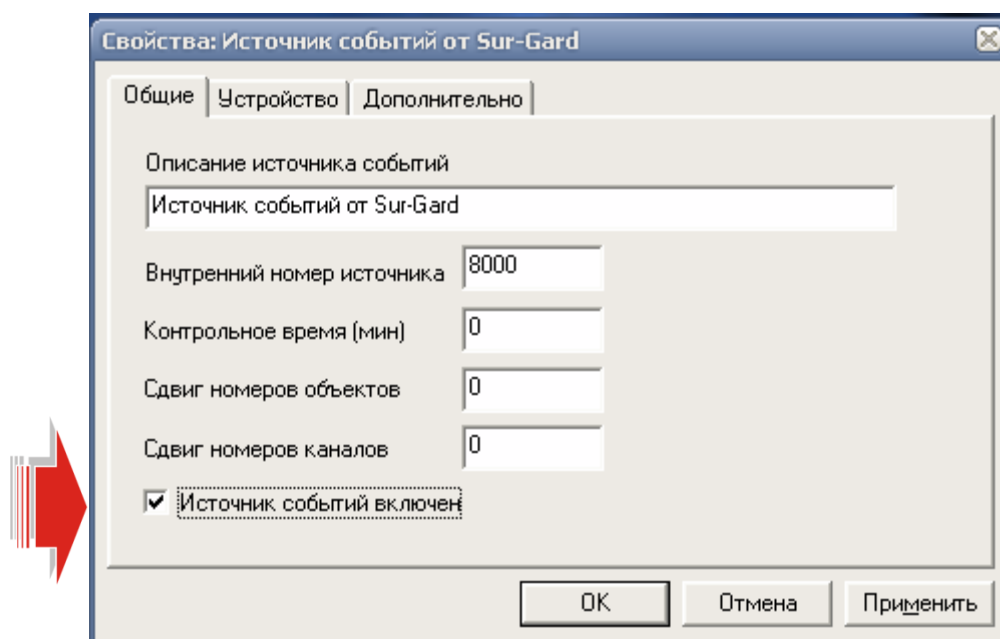 Свойства: Источник событий от Sur-Gard
Общие Устройство Дополнительно
Описание источника событий
Источник событий от Sur-Gard
Внутренний номер источника 8000
Контрольное время (мин) 0
Сдвиг номеров объектов 0
Сдвиг номеров каналов 0
Источник событий включен
OK Отмена Применить